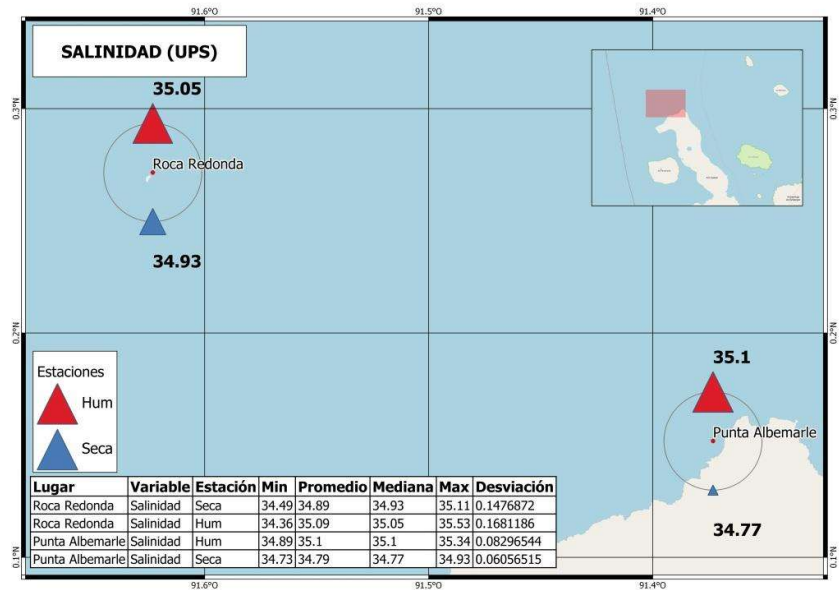 91.6°O 91.5°O 91.4°O
SALINIDAD (UPS)
35.05
0.3°N 0.3°N
Roca Redonda
34.93
0.2°N 0.2°N
35.1
Estaciones
Hum
Punta Albemarle
Seca
Lugar Variable Estación Min Promedio Mediana Max Desviación
Roca Redonda Salinidad Seca 34.49 34.89 34.93 35.11 0.1476872
Roca Redonda Salinidad Hum 34.36 35.09 35.05 35.53 0.1681186
Punta Albemarle Salinidad Hum 34.89 35.1 35.1 35.34 0.08296544
Punta Albemarle Salinidad Seca 34.73 34.79 34.77 34.93 0.06056515
34.77
0.1°N 0.1°N
91.6°O 91.5°O 91.4°O